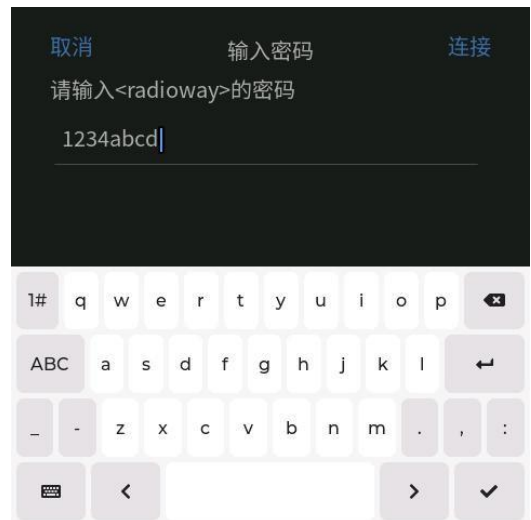 取消 输入密码 连接
请输入<radioway>的密码
1234abcd
1# q w e r t y u i o p
ABC a s d f g h j k l
_ - z x c v b n m . , :